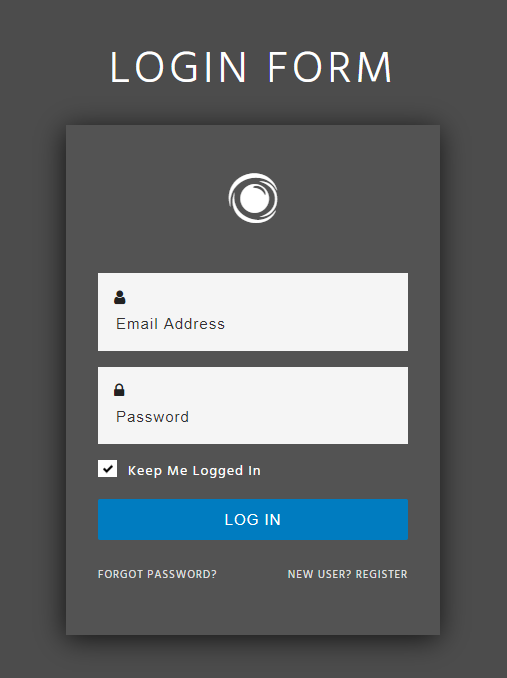 LOGIN FORM
Email Address
Password
Keep Me Logged In
LOG IN
FORGOT PASSWORD? NEW USER? REGISTER